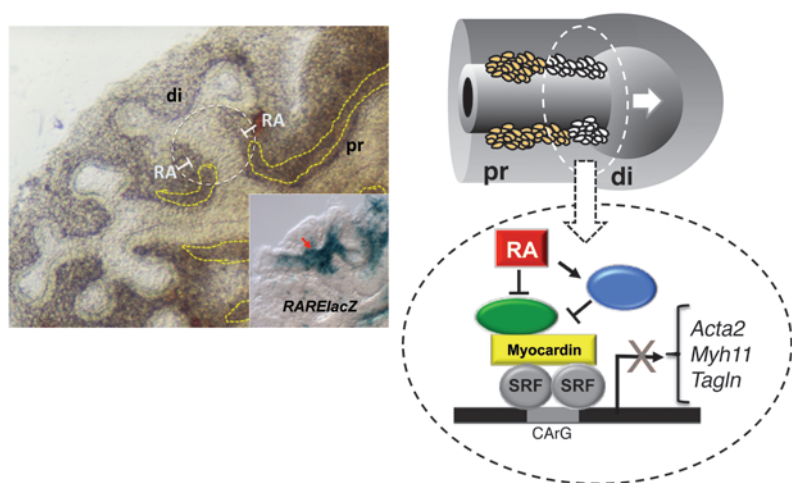 di
RA
pr
RA
RARElacZ
pr
di
RA
Myocardin
SRF SRF
CArG
Acta2
Myh11
Tagln